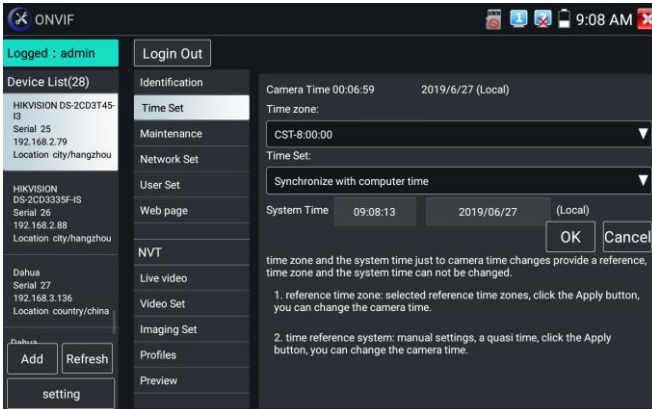 ONVIF
9:08 AM
Logged : admin
Login Out
Device List(28)
HIKVISION DS-2CD3T45-
I3
Serial 25
192.168.2.79
Location city/hangzhou
HIKVISION
DS-2CD3335F-IS
Serial 26
192.168.2.88
Location city/hangzhou
Dahua
Serial 27
192.168.3.136
Location country/china
Dahua
Add
Refresh
setting
Identification
Time Set
Maintenance
Network Set
User Set
Web page
NVT
Live video
Video Set
Imaging Set
Profiles
Preview
Camera Time 00:06:59 2019/6/27 (Local)
Time zone:
CST-8:00:00
Time Set:
Synchronize with computer time
System Time 09:08:13 2019/06/27 (Local)
OK Cancel
time zone and the system time just to camera time changes provide a reference,
time zone and the system time can not be changed.
1. reference time zone: selected reference time zones, click the Apply button,
you can change the camera time.
2. time reference system: manual settings, a quasi time, click the Apply
button, you can change the camera time.